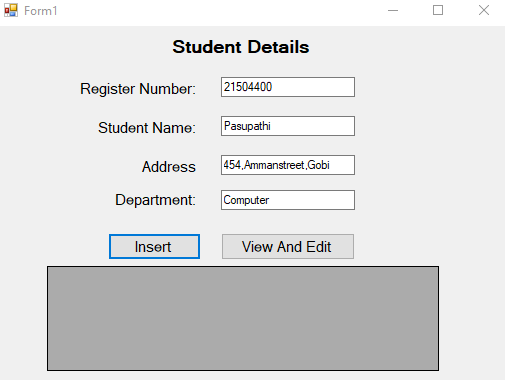 Form1
Student Details
Register Number: 21504400
Student Name: Pasupathi
Address 454,Ammanstreet,Gobi
Department: Computer
Insert View And Edit